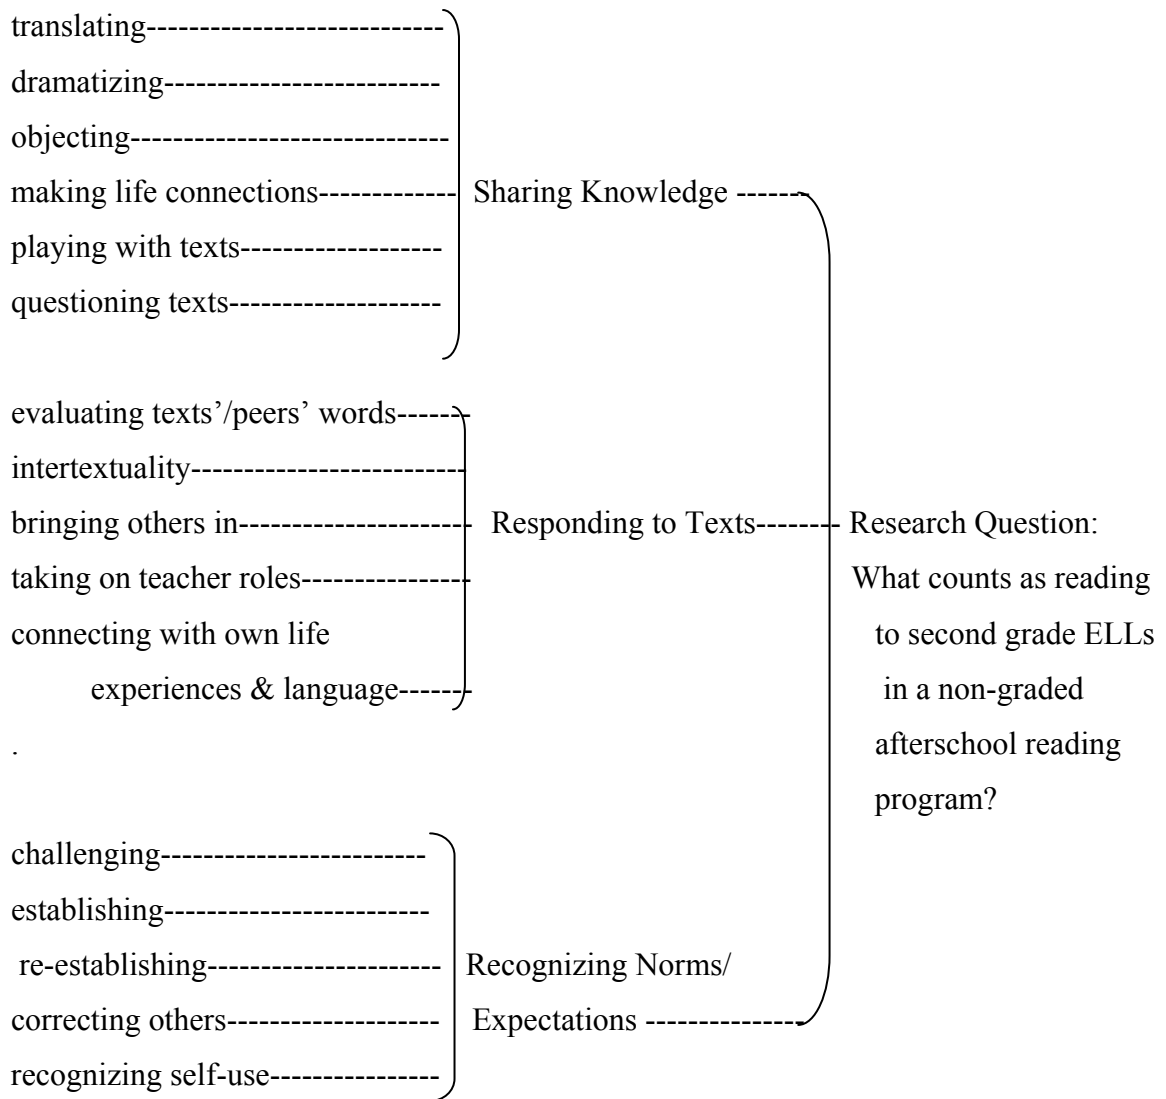 translating----------------------------
dramatizing--------------------------
objecting------------------------------
making life connections------------- Sharing Knowledge -------
playing with texts-------------------
questioning texts--------------------
evaluating texts’/peers’ words-------
intertextuality--------------------------
bringing others in---------------------- Responding to Texts-------- Research Question:
taking on teacher roles---------------- What counts as reading
connecting with own life to second grade ELLs
experiences & language------- in a non-graded
. afterschool reading
program?
challenging-------------------------
establishing-------------------------
re-establishing---------------------- Recognizing Norms/
correcting others-------------------- Expectations ---------------
recognizing self-use----------------